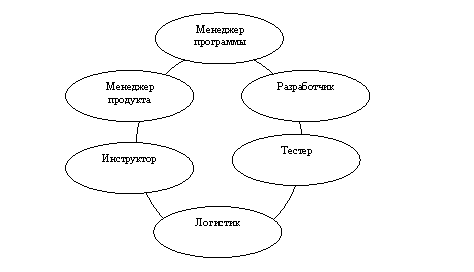 Менеджер
программы
Менеджер
продукта
Разработчик
Инструктор
Тестер
Логистик